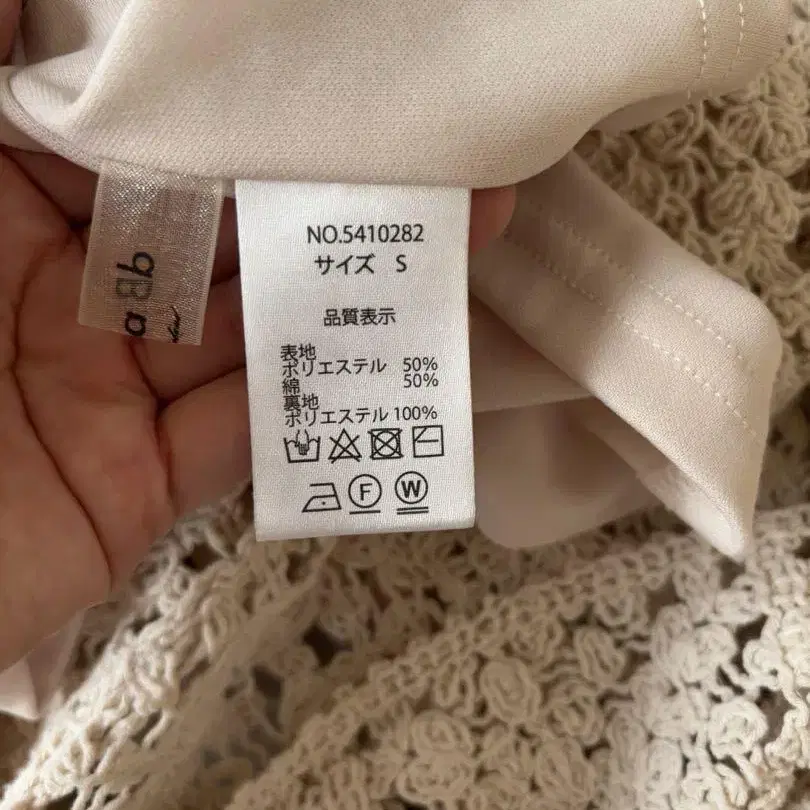 NO.5410282
サイズ S
品質表示
表地
ポリエステル 50%
綿 50%
裏地
ポリエステル 100%
F W